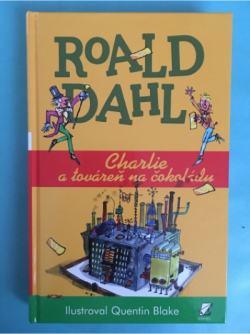 ROALD
DAHL
Charlie
a továreň na čokoládu
Ilustroval Quentin Blake